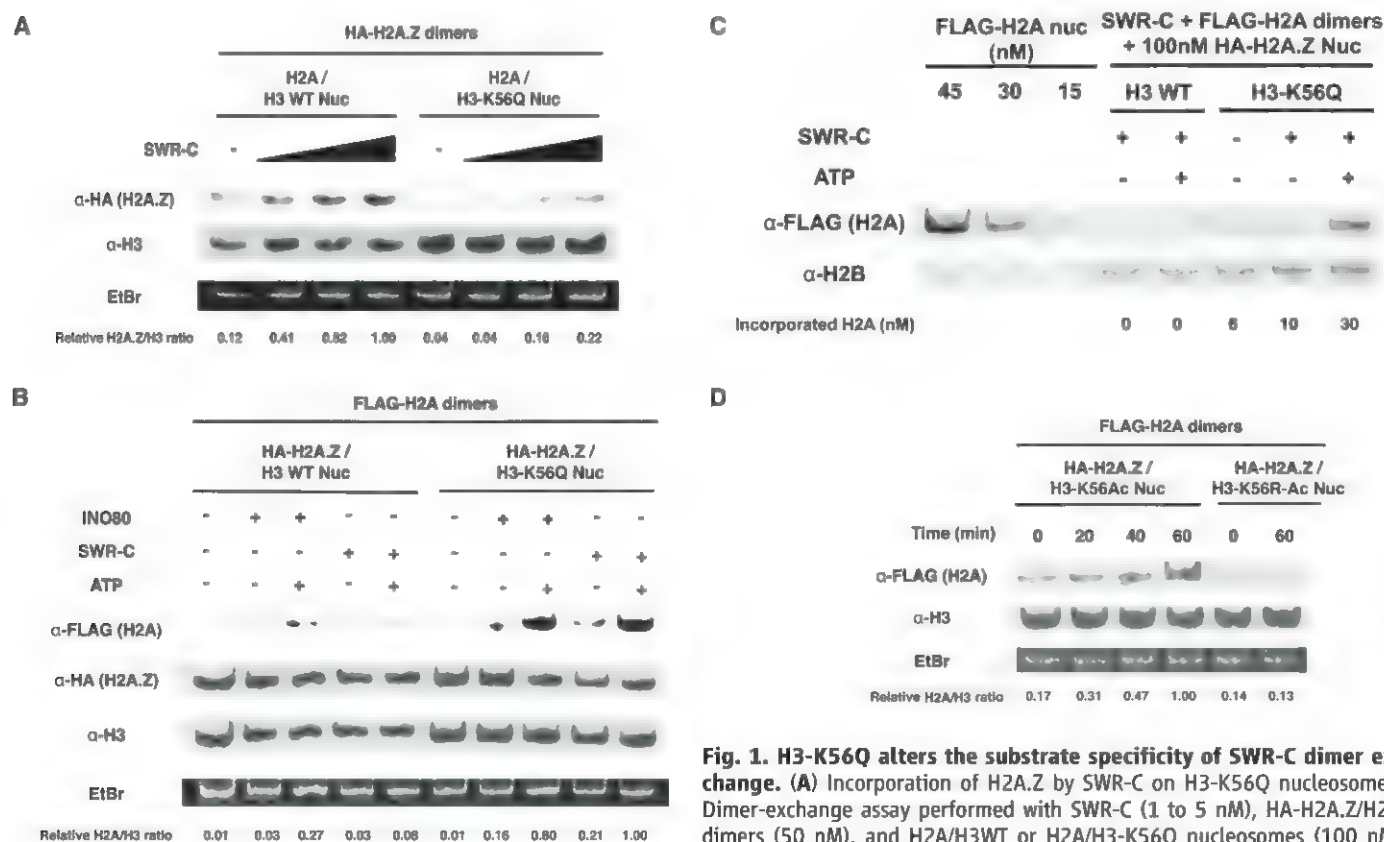 A
HA-H2A.Z dimers
H2A / H3 WT Nuc
H2A / H3-K56Q Nuc
SWR-C
-
-
α-HA (H2A.Z)
α-H3
EtBr
Relative H2A.Z/H3 ratio 0.12 0.41 0.82 1.00 0.04 0.04 0.16 0.22
B
FLAG-H2A dimers
HA-H2A.Z / H3 WT Nuc
HA-H2A.Z / H3-K56Q Nuc
INO80 - + + - - - + + - -
SWR-C - - - + + - - - + +
ATP - - + - + - - + - +
α-FLAG (H2A)
α-HA (H2A.Z)
α-H3
EtBr
Relative H2A/H3 ratio 0.01 0.03 0.27 0.03 0.08 0.01 0.16 0.80 0.21 1.00
C
FLAG-H2A nuc (nM)
SWR-C + FLAG-H2A dimers + 100nM HA-H2A.Z Nuc
45 30 15
H3 WT
H3-K56Q
SWR-C + + - + +
ATP - + - - +
α-FLAG (H2A)
α-H2B
Incorporated H2A (nM) 0 0 6 10 30
D
FLAG-H2A dimers
HA-H2A.Z / H3-K56Ac Nuc
HA-H2A.Z / H3-K56R-Ac Nuc
Time (min) 0 20 40 60 0 60
α-FLAG (H2A)
α-H3
EtBr
Relative H2A/H3 ratio 0.17 0.31 0.47 1.00 0.14 0.13
Fig. 1. H3-K56Q alters the substrate specificity of SWR-C dimer ex-
change. (A) Incorporation of H2A.Z by SWR-C on H3-K56Q nucleosome
Dimer-exchange assay performed with SWR-C (1 to 5 nM), HA-H2A.Z/H2
dimers (50 nM), and H2A/H3WT or H2A/H3-K56Q nucleosomes (100 nM